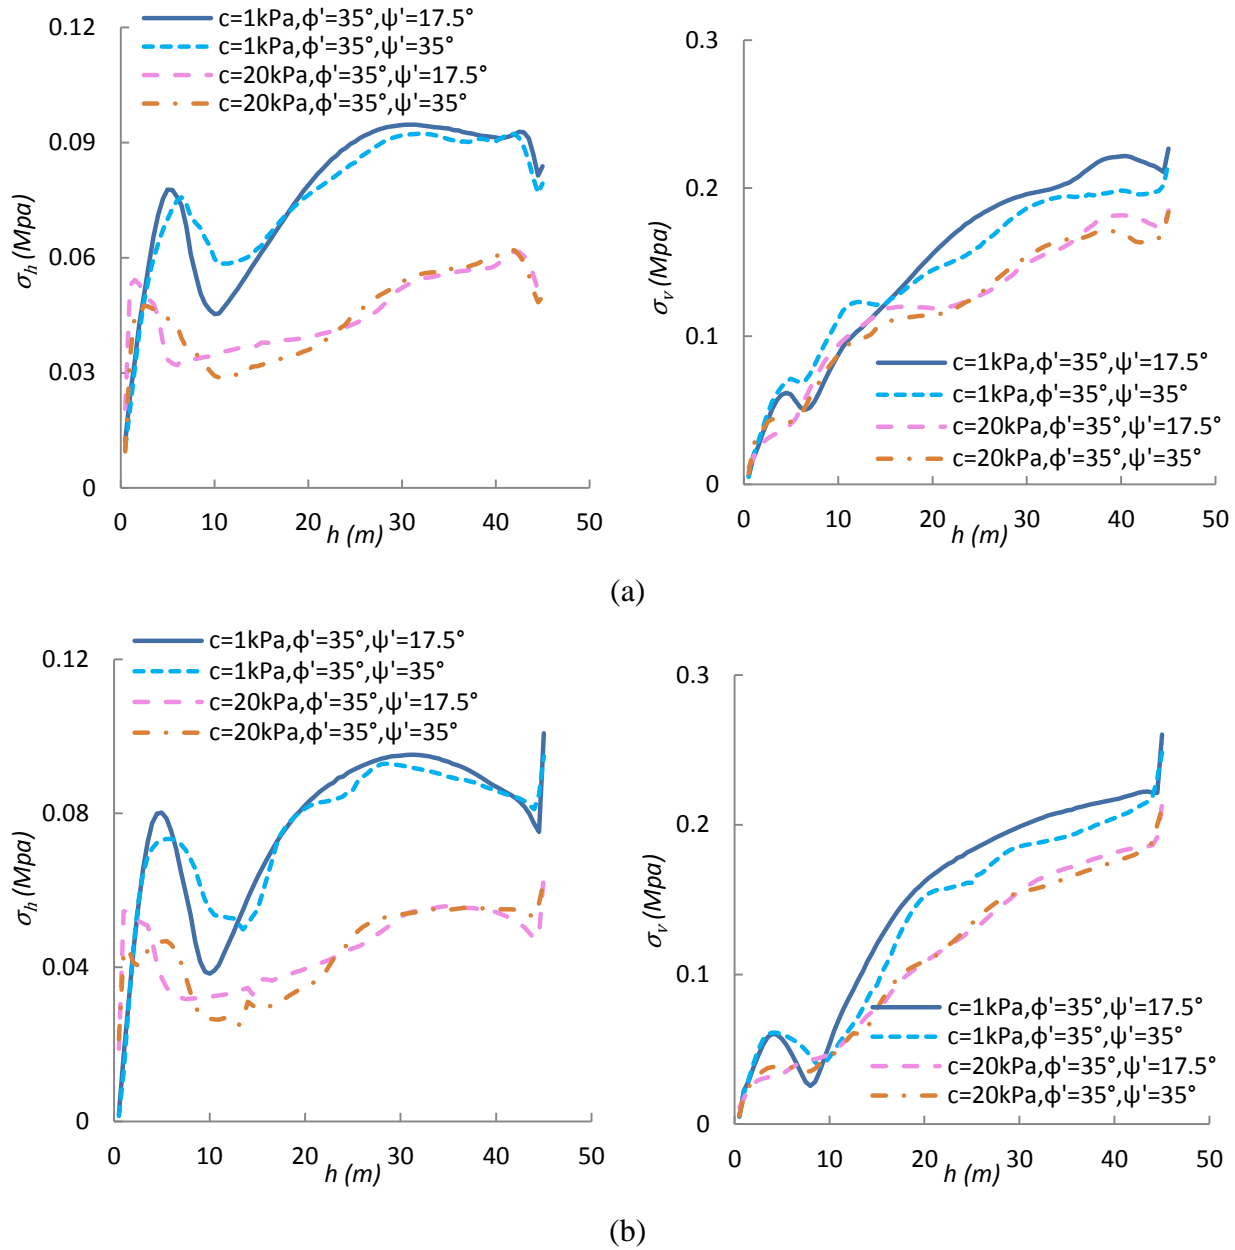 c=1kPa,ϕ'=35°,ψ'=17.5°
c=1kPa,ϕ'=35°,ψ'=35°
c=20kPa,ϕ'=35°,ψ'=17.5°
c=20kPa,ϕ'=35°,ψ'=35°
0.12
0.09
0.06
0.03
0
σh (Mpa)
0 10 20 30 40 50
h (m)
0.3
0.2
0.1
0
σv (Mpa)
c=1kPa,ϕ'=35°,ψ'=17.5°
c=1kPa,ϕ'=35°,ψ'=35°
c=20kPa,ϕ'=35°,ψ'=17.5°
c=20kPa,ϕ'=35°,ψ'=35°
0 10 20 30 40 50
h (m)
(a)
c=1kPa,ϕ'=35°,ψ'=17.5°
c=1kPa,ϕ'=35°,ψ'=35°
c=20kPa,ϕ'=35°,ψ'=17.5°
c=20kPa,ϕ'=35°,ψ'=35°
0.12
0.08
0.04
0
σh (Mpa)
0 10 20 30 40 50
h (m)
0.3
0.2
0.1
0
σv (Mpa)
c=1kPa,ϕ'=35°,ψ'=17.5°
c=1kPa,ϕ'=35°,ψ'=35°
c=20kPa,ϕ'=35°,ψ'=17.5°
c=20kPa,ϕ'=35°,ψ'=35°
0 10 20 30 40 50
h (m)
(b)